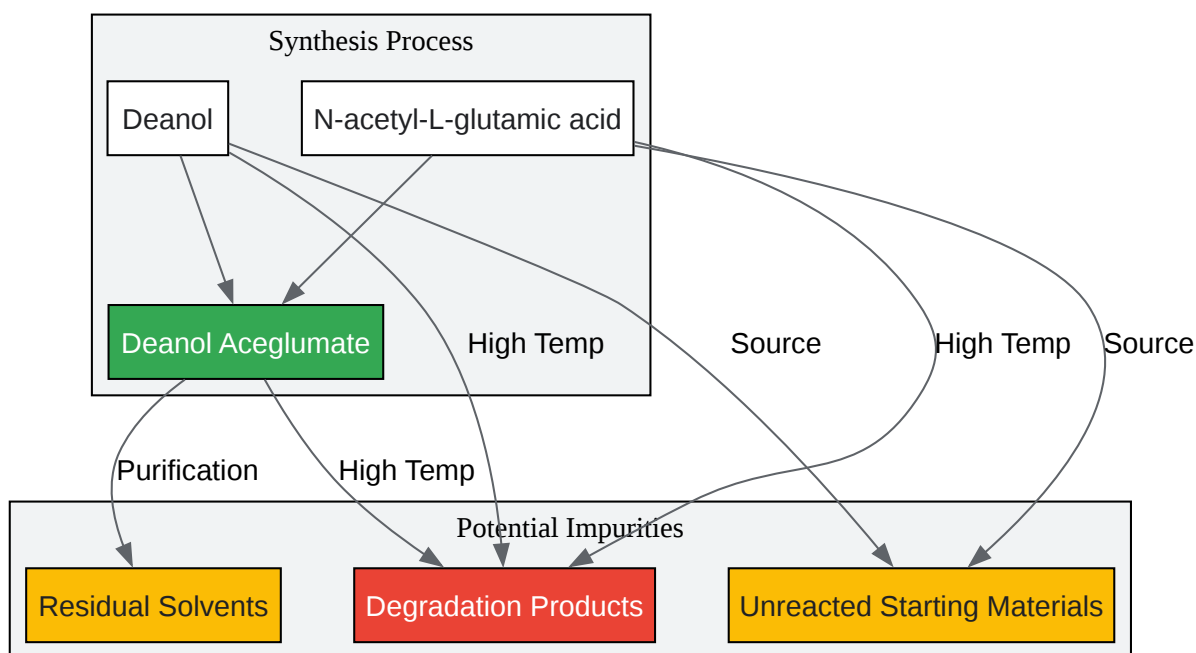 Synthesis Process
Deanol
N-acetyl-L-glutamic acid
Deanol Aceglumate
High Temp
Source
High Temp
Source
Purification
High Temp
Potential Impurities
Residual Solvents
Degradation Products
Unreacted Starting Materials